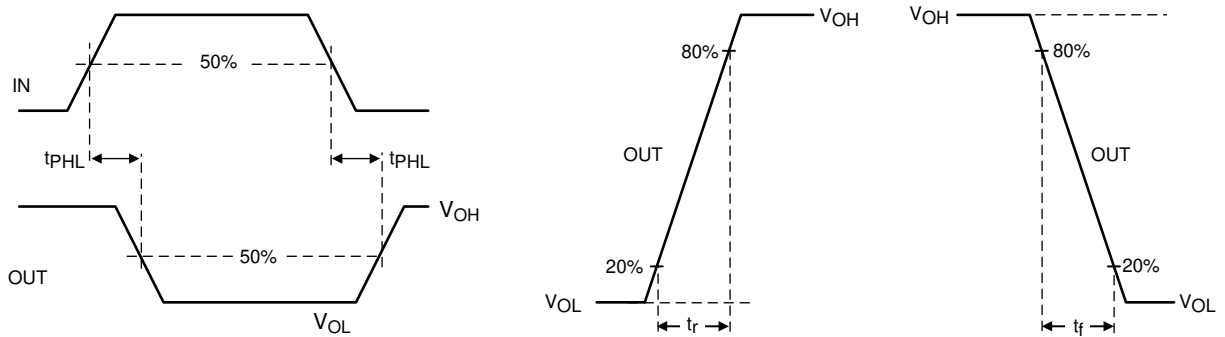 IN
50%
tPHL
tPHL
OUT
50%
VOH
VOL
VOH
80%
OUT
20%
VOL
tr
VOH
80%
OUT
20%
VOL
tf